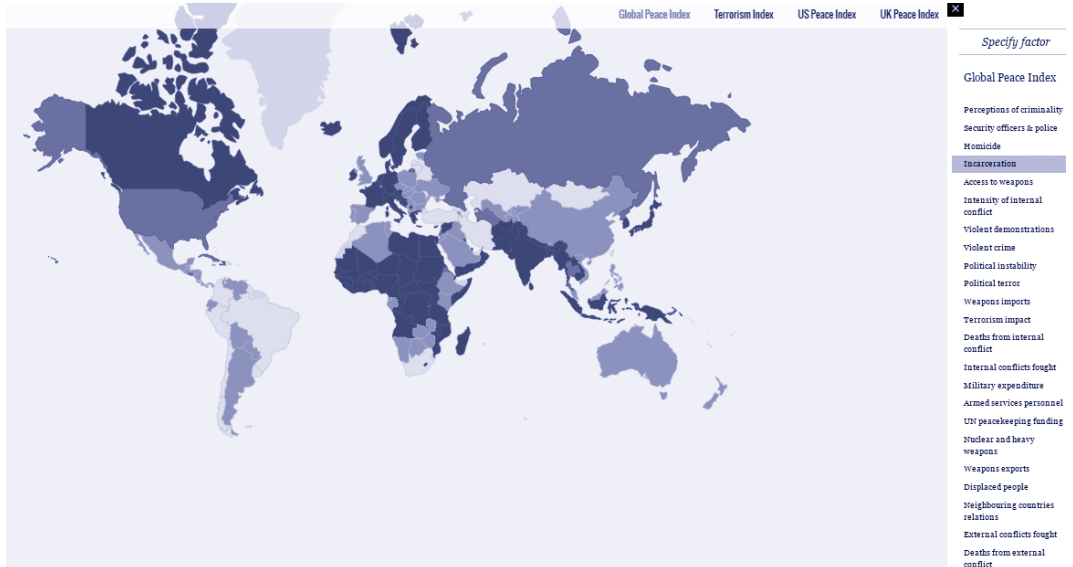 Global Peace Index
Terrorism Index
US Peace Index
UK Peace Index
×
Specify factor
Global Peace Index
Perceptions of criminality
Security officers & police
Homicide
Incarceration
Access to weapons
Intensity of internal
conflict
Violent demonstrations
Violent crime
Political instability
Political terror
Weapons imports
Terrorism impact
Deaths from internal
conflict
Internal conflicts fought
Military expenditure
Armed services personnel
UN peacekeeping funding
Nuclear and heavy
weapons
Weapons exports
Displaced people
Neighbouring countries
relations
External conflicts fought
Deaths from external
conflict